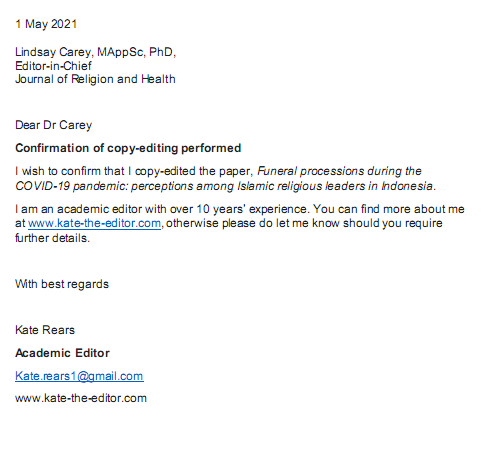 1 May 2021
Lindsay Carey, MAppSc, PhD,
Editor-in-Chief
Journal of Religion and Health
Dear Dr Carey
Confirmation of copy-editing performed
I wish to confirm that I copy-edited the paper, Funeral processions during the
COVID-19 pandemic: perceptions among Islamic religious leaders in Indonesia.
I am an academic editor with over 10 years' experience. You can find more about me
at www.kate-the-editor.com, otherwise please do let me know should you require
further details.
With best regards
Kate Rears
Academic Editor
Kate.rears1@gmail.com
www.kate-the-editor.com